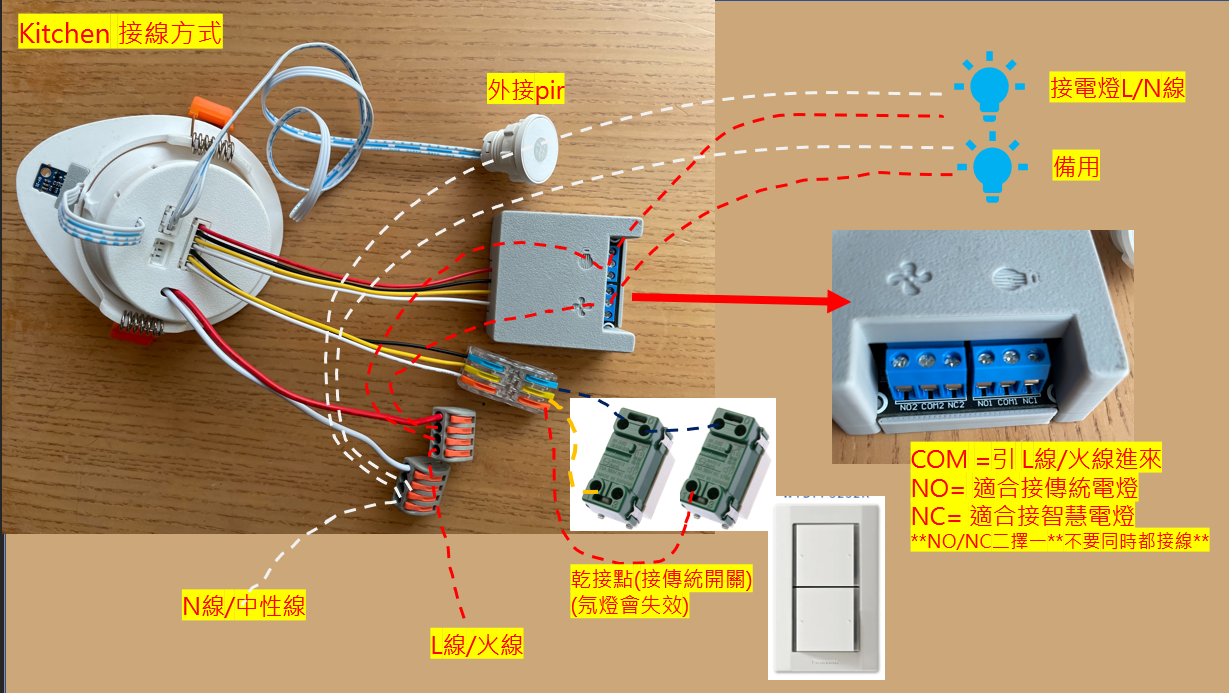 Kitchen 接線方式
外接pir
接電燈L/N線
備用
NO2 COM2 NC2 NO1 COM1 NC1
COM =引 L線/火線進來
NO= 適合接傳統電燈
NC= 適合接智慧電燈
**NO/NC二擇一**不要同時都接線**
乾接點(接傳統開關)
(氛燈會失效)
N線/中性線
L線/火線